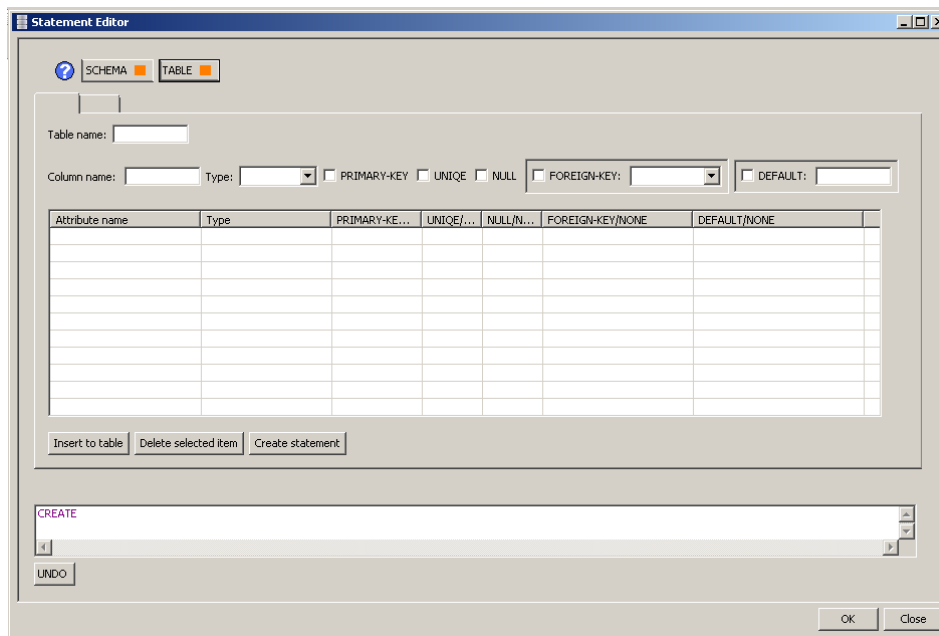 Statement Editor
SCHEMA TABLE
Table name:
Column name: Type: PRIMARY-KEY UNIQE NULL FOREIGN-KEY: DEFAULT:
Attribute name Type PRIMARY-KE... UNIQE/... NULL/N... FOREIGN-KEY/NONE DEFAULT/NONE
Insert to table Delete selected item Create statement
CREATE
UNDO
OK Close